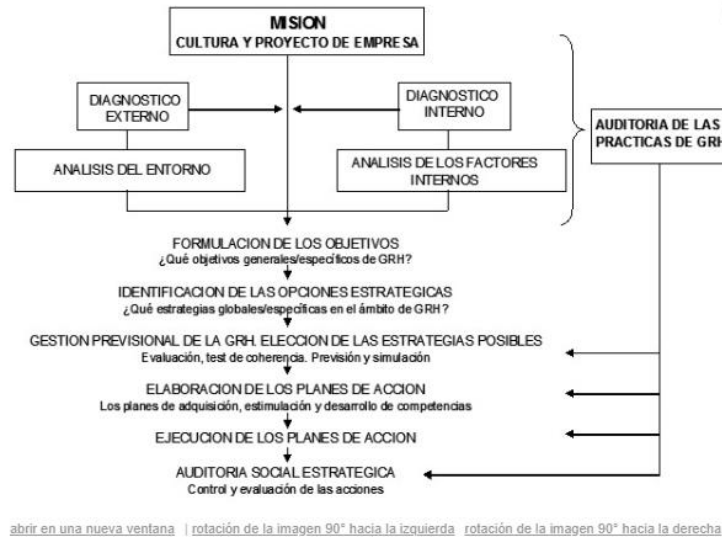 MISION
CULTURA Y PROYECTO DE EMPRESA
DIAGNOSTICO
EXTERNO
DIAGNOSTICO
INTERNO
AUDITORIA DE LAS
PRACTICAS DE GRH
ANALISIS DEL ENTORNO
ANALISIS DE LOS FACTORES
INTERNOS
FORMULACION DE LOS OBJETIVOS
¿Qué objetivos generales/específicos de GRH?
IDENTIFICACION DE LAS OPCIONES ESTRATEGICAS
¿Qué estrategias globales/específicas en el ámbito de GRH?
GESTION PREVISIONAL DE LA GRH. ELECCION DE LAS ESTRATEGIAS POSIBLES
Evaluación, test de coherencia. Previsión y simulación
ELABORACION DE LOS PLANES DE ACCION
Los planes de adquisición, estimulación y desarrollo de competencias
EJECUCION DE LOS PLANES DE ACCION
AUDITORIA SOCIAL ESTRATEGICA
Control y evaluación de las acciones
abrir en una nueva ventana | rotación de la imagen 90° hacia la izquierda rotación de la imagen 90° hacia la derecha